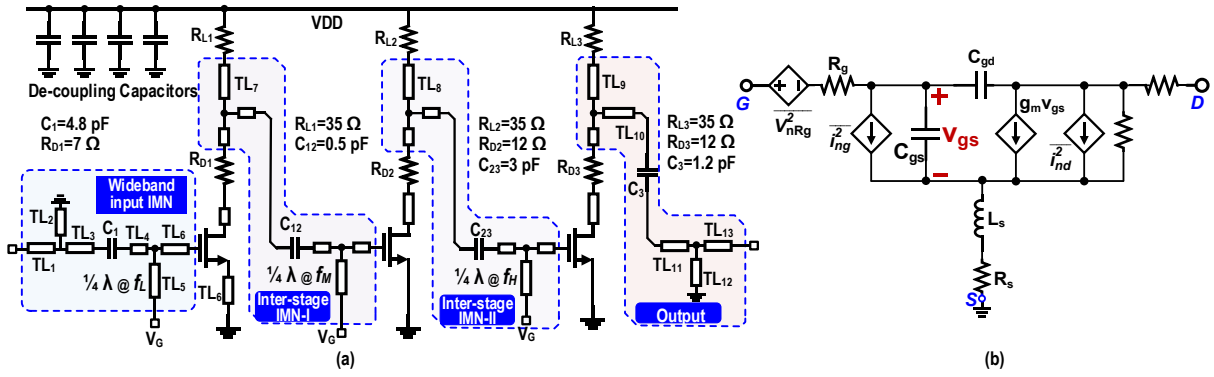 VDD
De-coupling Capacitors
C1=4.8 pF
RD1=7 Ω
RL1
TL7
RD1
RL1=35 Ω
C12=0.5 pF
RL2
TL8
RD2
RL2=35 Ω
RD2=12 Ω
C23=3 pF
RL3
TL9
TL10
RD3
RL3=35 Ω
RD3=12 Ω
C3=1.2 pF
C3
Wideband
input IMN
TL2
TL1
TL3
C1
TL4
TL6
¼ λ @ fL
TL5
TL6
VG
C12
¼ λ @ fM
Inter-stage
IMN-I
VG
C23
¼ λ @ fH
Inter-stage
IMN-II
VG
TL11
TL13
TL12
Output
(a)
G
V²nRg
Rg
i²ng
Cgs
vgs
Cgd
gmvgs
i²nd
D
Ls
Rs
S
(b)